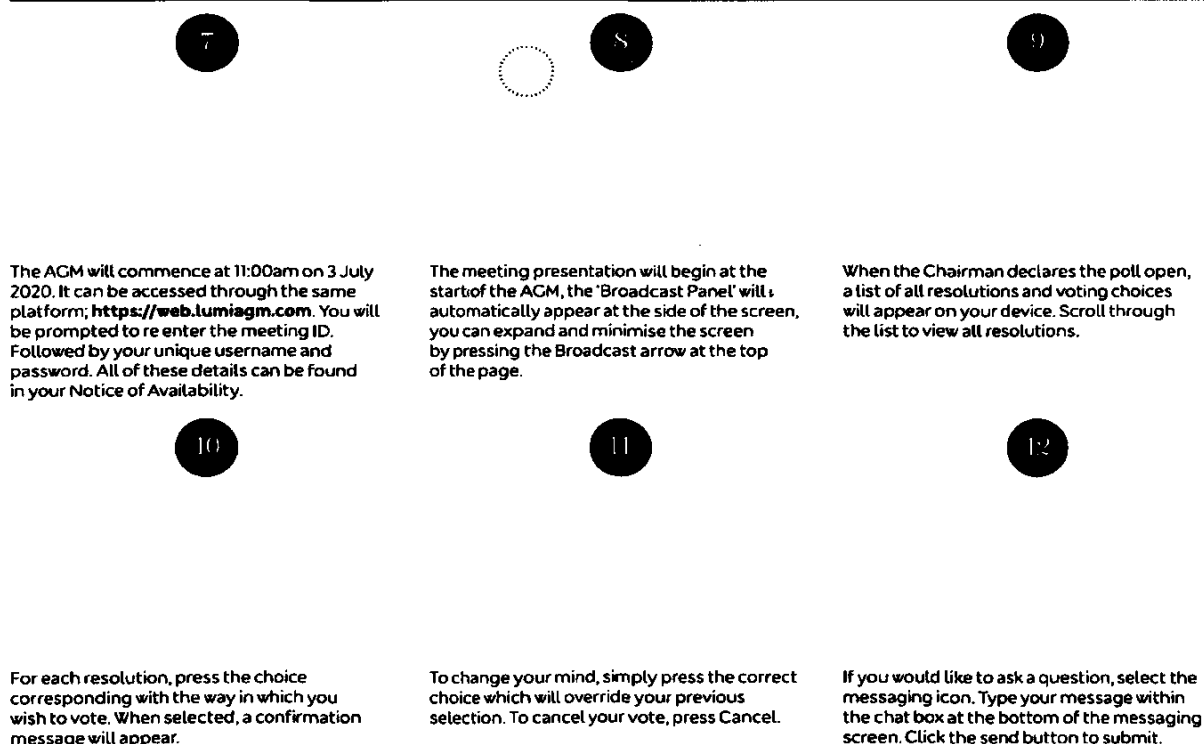 7
8
9
The AGM will commence at 11:00am on 3 July
2020. It can be accessed through the same
platform; https://web.lumiagm.com. You will
be prompted to re enter the meeting ID.
Followed by your unique username and
password. All of these details can be found
in your Notice of Availability.
The meeting presentation will begin at the
start of the AGM, the 'Broadcast Panel' will
automatically appear at the side of the screen,
you can expand and minimise the screen
by pressing the Broadcast arrow at the top
of the page.
When the Chairman declares the poll open,
a list of all resolutions and voting choices
will appear on your device. Scroll through
the list to view all resolutions.
10
11
12
For each resolution, press the choice
corresponding with the way in which you
wish to vote. When selected, a confirmation
message will appear.
To change your mind, simply press the correct
choice which will override your previous
selection. To cancel your vote, press Cancel.
If you would like to ask a question, select the
messaging icon. Type your message within
the chat box at the bottom of the messaging
screen. Click the send button to submit.